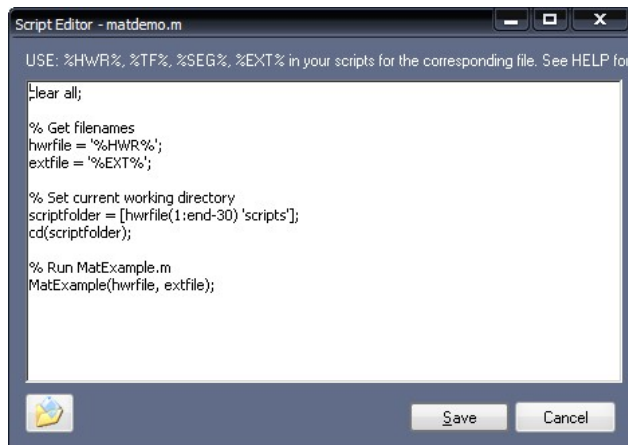 Script Editor - matdemo.m
USE: %HWR%, %TF%, %SEG%, %EXT% in your scripts for the corresponding file. See HELP for
clear all;
% Get filenames
hwrfile = '%HWR%';
extfile = '%EXT%';
% Set current working directory
scriptfolder = [hwrfile(1:end-30) 'scripts'];
cd(scriptfolder);
% Run MatExample.m
MatExample(hwrfile, extfile);
Save
Cancel